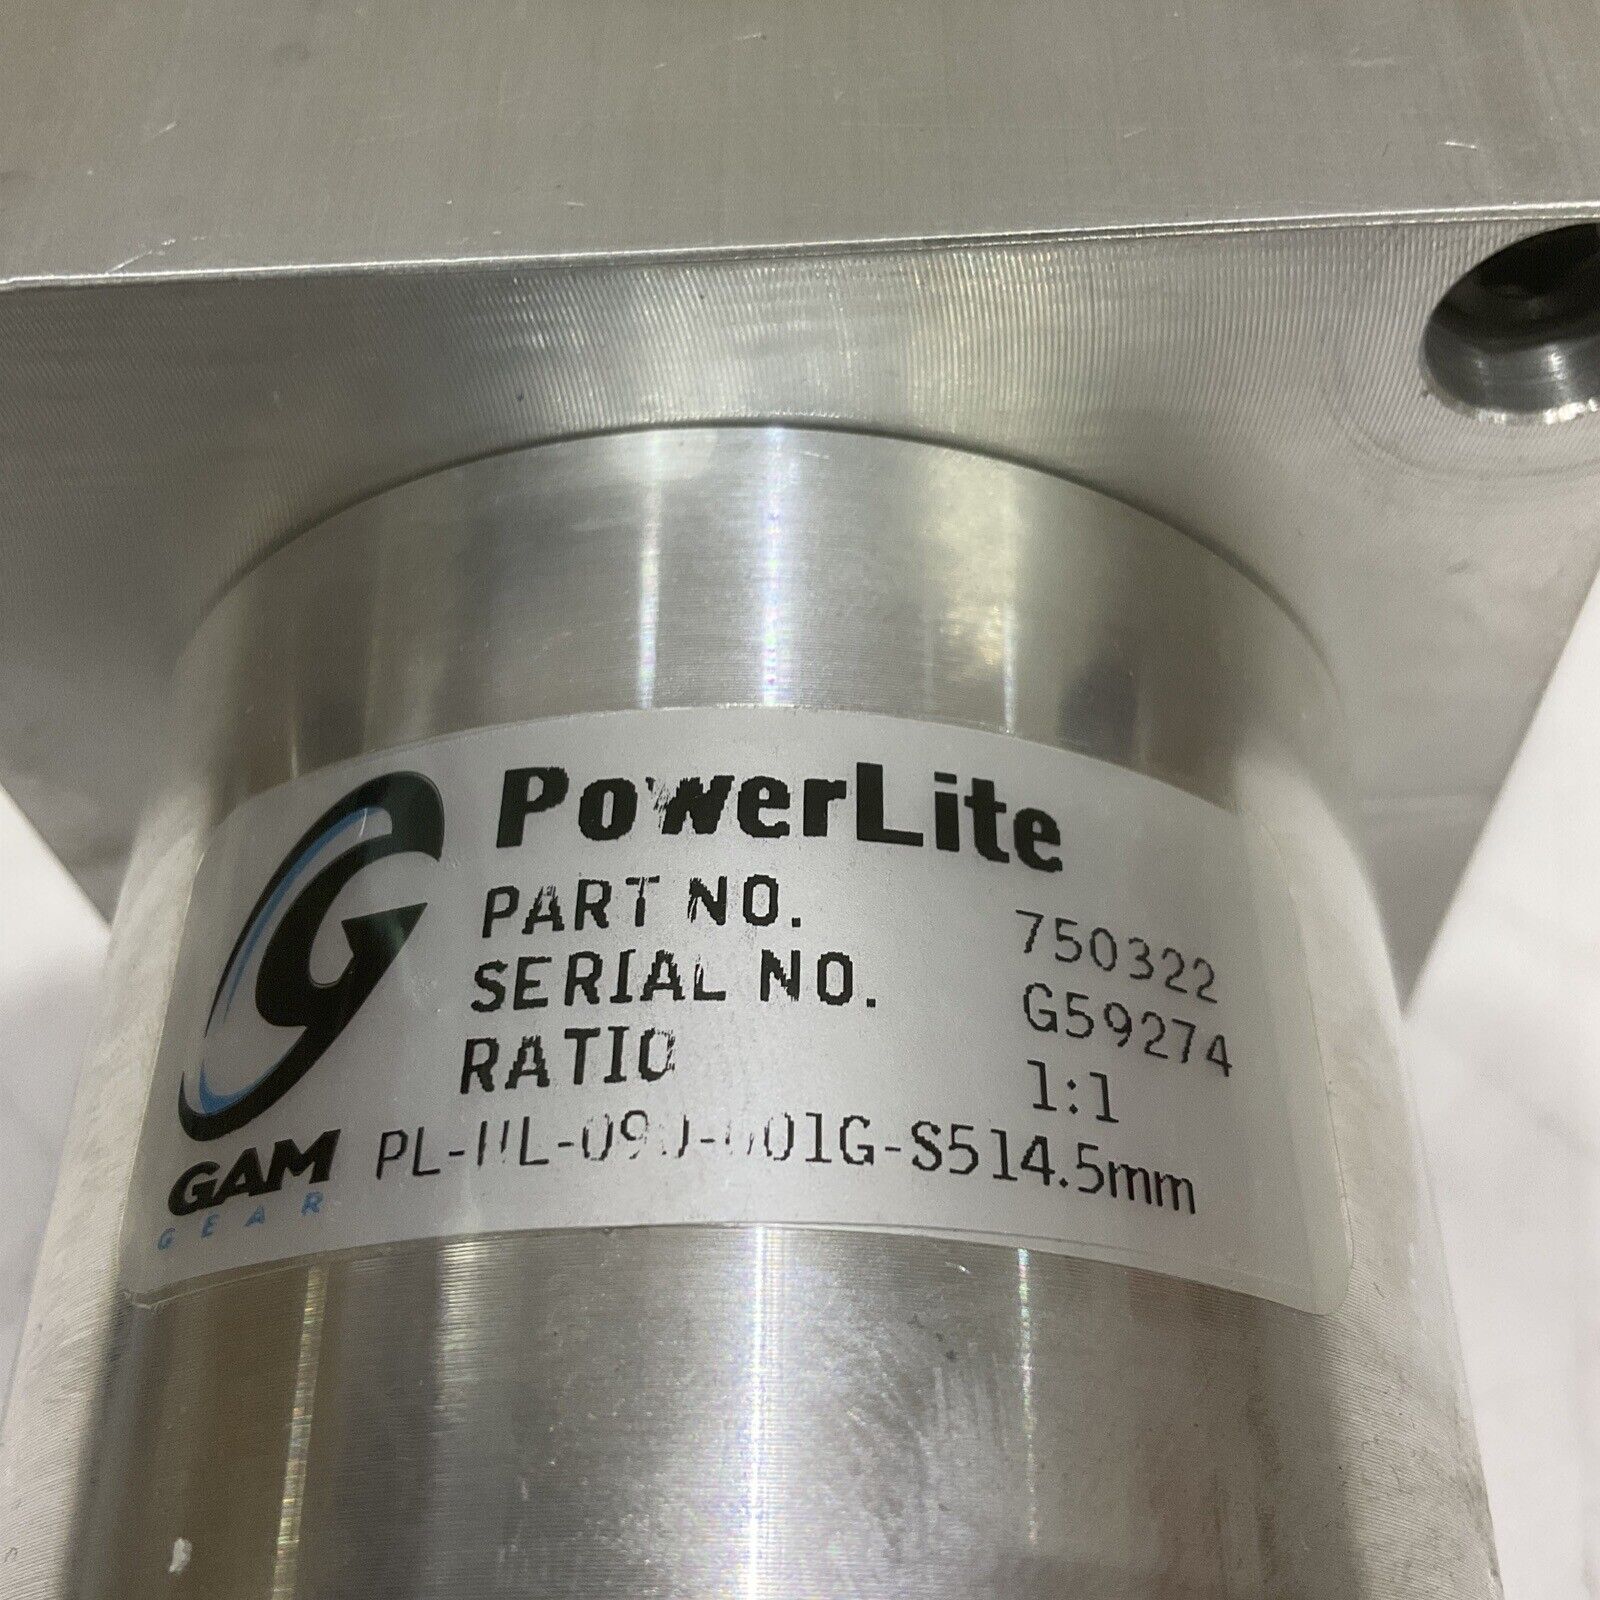 PowerLite
PART NO. 750322
SERIAL NO. G59274
RATIO 1:1
GAM
GEAR